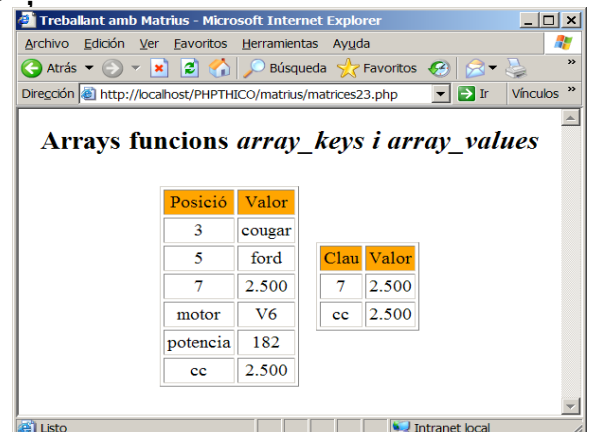 Treballant amb Matrius - Microsoft Internet Explorer
Archivo Edición Ver Favoritos Herramientas Ayuda
Atrás Búsqueda Favoritos »
Dirección http://localhost/PHPTHICO/matrius/matrices23.php Ir Vínculos »
Arrays funcions array_keys i array_values
Posició Valor
3 cougar
5 ford
7 2.500
motor V6
potencia 182
cc 2.500
Clau Valor
7 2.500
cc 2.500
Listo Intranet local